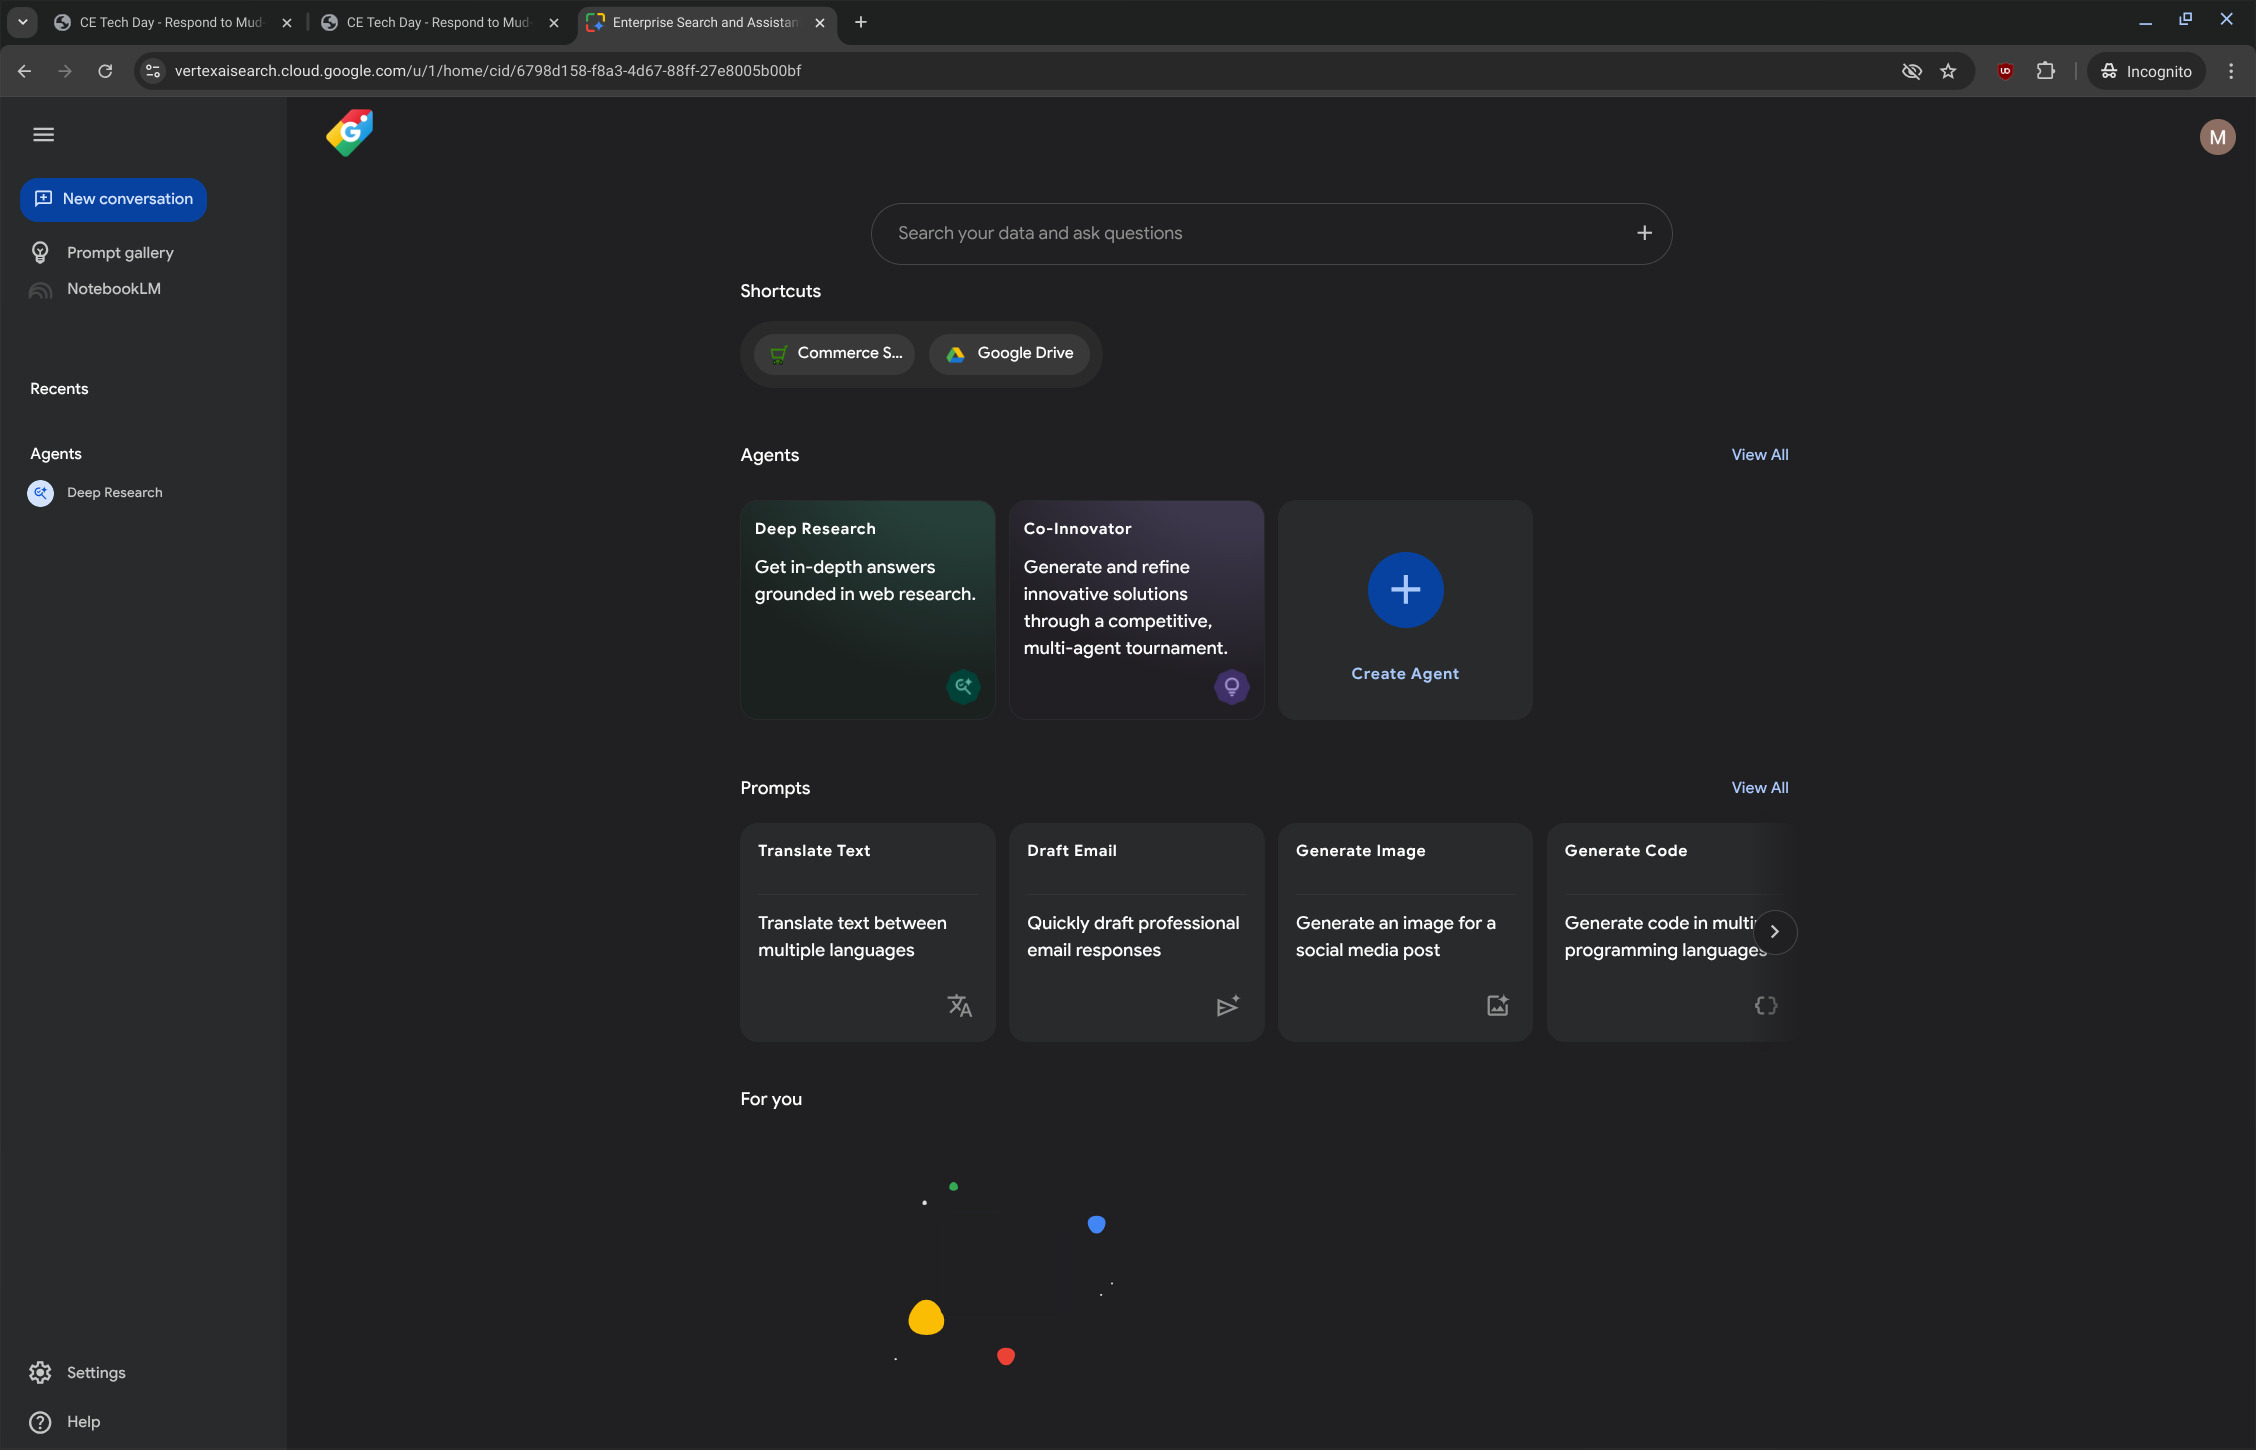 CE Tech Day - Respond to Mud
CE Tech Day - Respond to Mud
Enterprise Search and Assistan
vertexaisearch.cloud.google.com/u/1/home/cid/6798d158-f8a3-4d67-88ff-27e8005b00bf
Incognito
G
M
New conversation
Prompt gallery
NotebookLM
Recents
Agents
Deep Research
Search your data and ask questions
Shortcuts
Commerce S...
Google Drive
Agents
View All
Deep Research
Get in-depth answers
grounded in web research.
Co-Innovator
Generate and refine
innovative solutions
through a competitive,
multi-agent tournament.
Create Agent
Prompts
View All
Translate Text
Translate text between
multiple languages
Draft Email
Quickly draft professional
email responses
Generate Image
Generate an image for a
social media post
Generate Code
Generate code in multi
programming languages
For you
Settings
Help